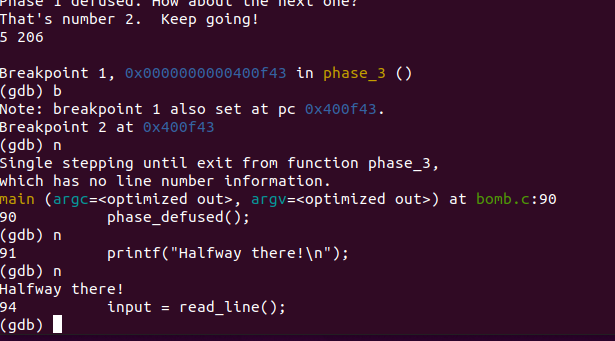 Phase 1 defused. How about the next one?
That's number 2.  Keep going!
5 206
Breakpoint 1, 0x0000000000400f43 in phase_3 ()
(gdb) b
Note: breakpoint 1 also set at pc 0x400f43.
Breakpoint 2 at 0x400f43
(gdb) n
Single stepping until exit from function phase_3,
which has no line number information.
main (argc=<optimized out>, argv=<optimized out>) at bomb.c:90
90          phase_defused();
(gdb) n
91          printf("Halfway there!\n");
(gdb) n
Halfway there!
94          input = read_line();
(gdb)